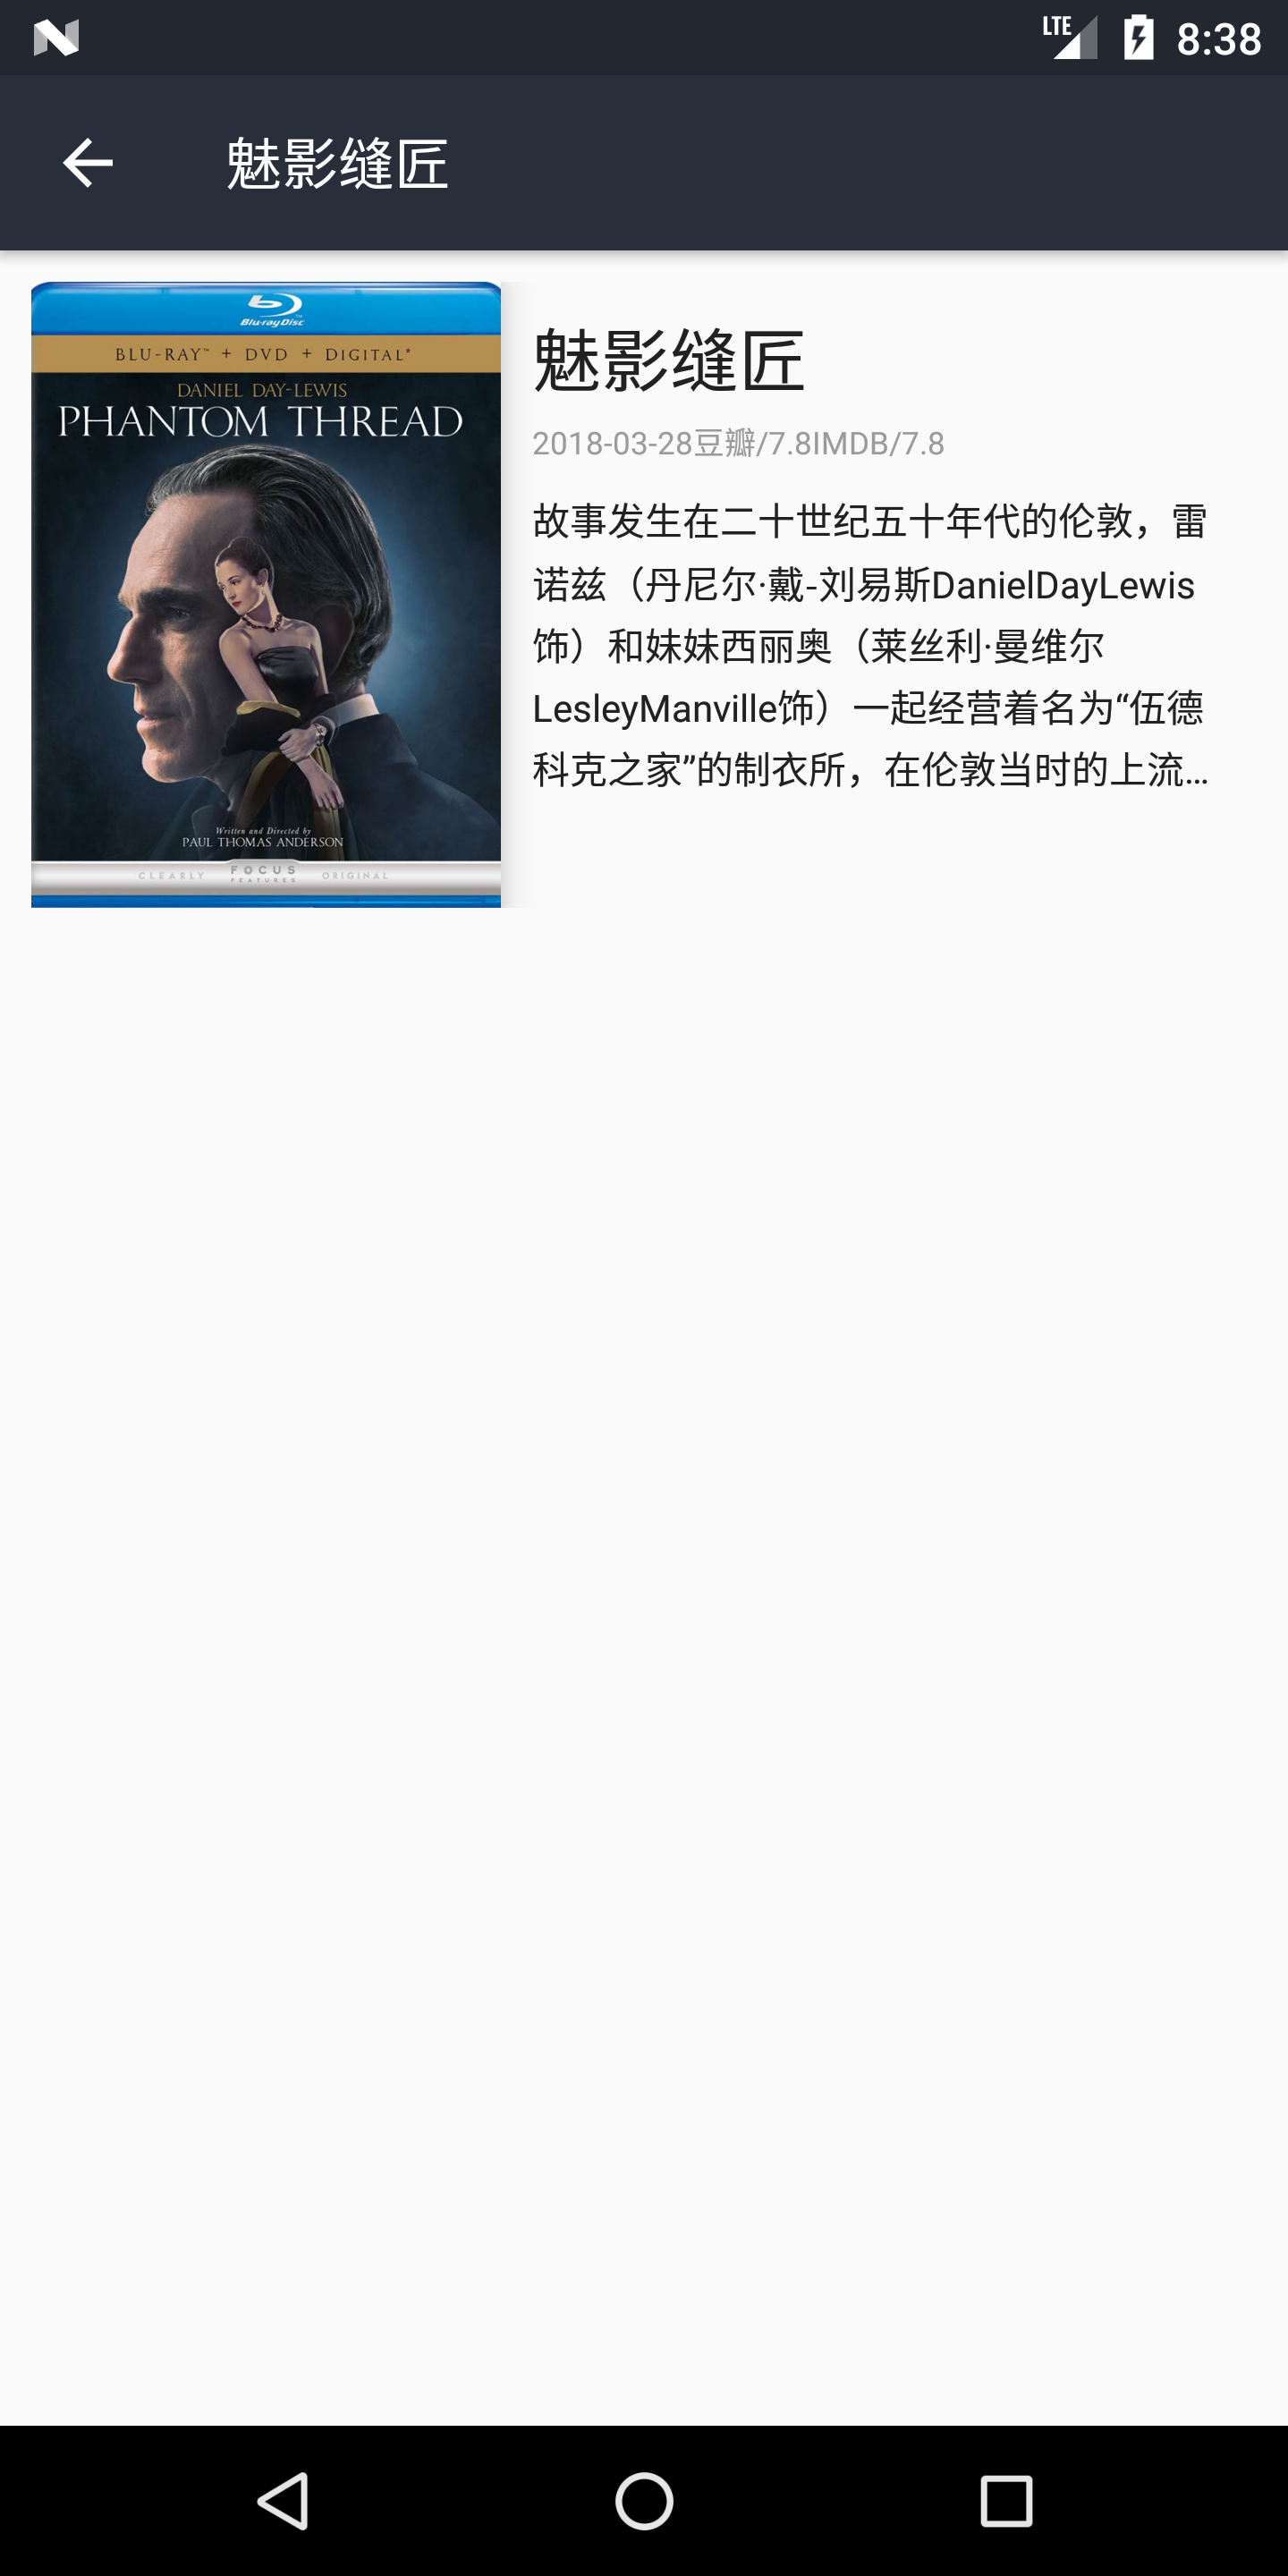 LTE 8:38
魅影缝匠
Blu-ray Disc
BLU-RAY™ + DVD + DIGITAL*
DANIEL DAY-LEWIS
PHANTOM THREAD
Written and Directed by
PAUL THOMAS ANDERSON
CLEARLY FOCUS FEATURES ORIGINAL
魅影缝匠
2018-03-28豆瓣/7.8IMDB/7.8
故事发生在二十世纪五十年代的伦敦，雷
诺兹（丹尼尔·戴-刘易斯DanielDayLewis
饰）和妹妹西丽奥（莱丝利·曼维尔
LesleyManville饰）一起经营着名为“伍德
科克之家”的制衣所，在伦敦当时的上流…